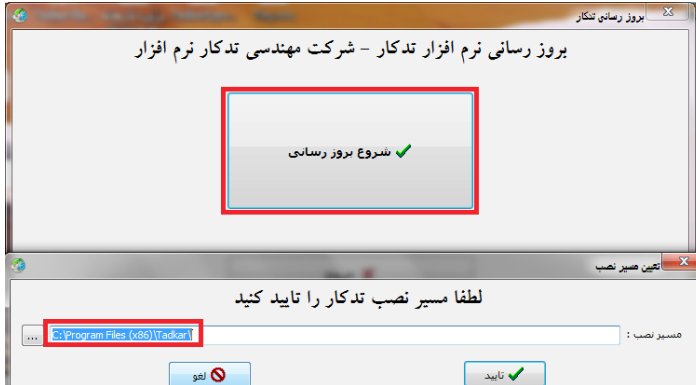 بروز رسانی تدکار
بروز رسانی نرم افزار تدکار - شرکت مهندسی تدکار نرم افزار
شروع بروز رسانی
تعیین مسیر نصب
لطفا مسیر نصب تدکار را تایید کنید
مسیر نصب :
C:\Program Files (x86)\Tadkar\
...
تایید
لغو